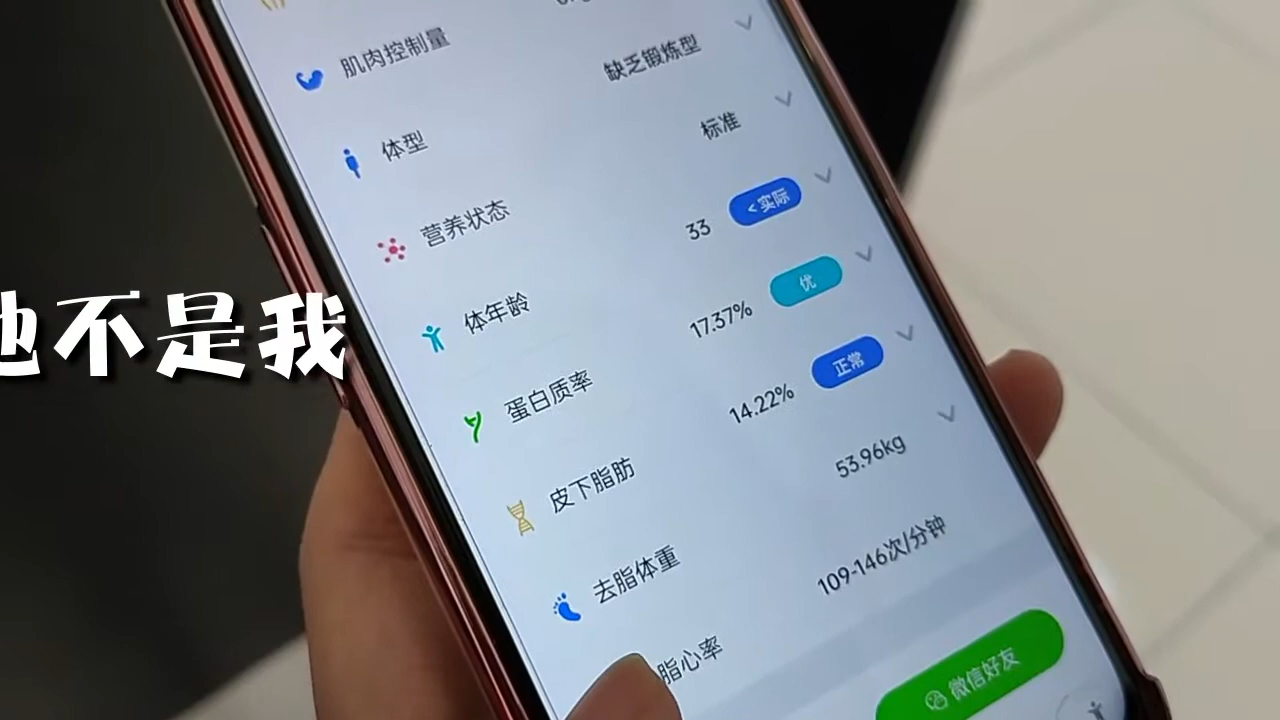 肌肉控制量
体型 缺乏锻炼型
营养状态 标准
体年龄 33 <实际
不是我
蛋白质率 17.37% 优
皮下脂肪 14.22% 正常
去脂体重 53.96kg
脂心率 109-146次/分钟
微信好友